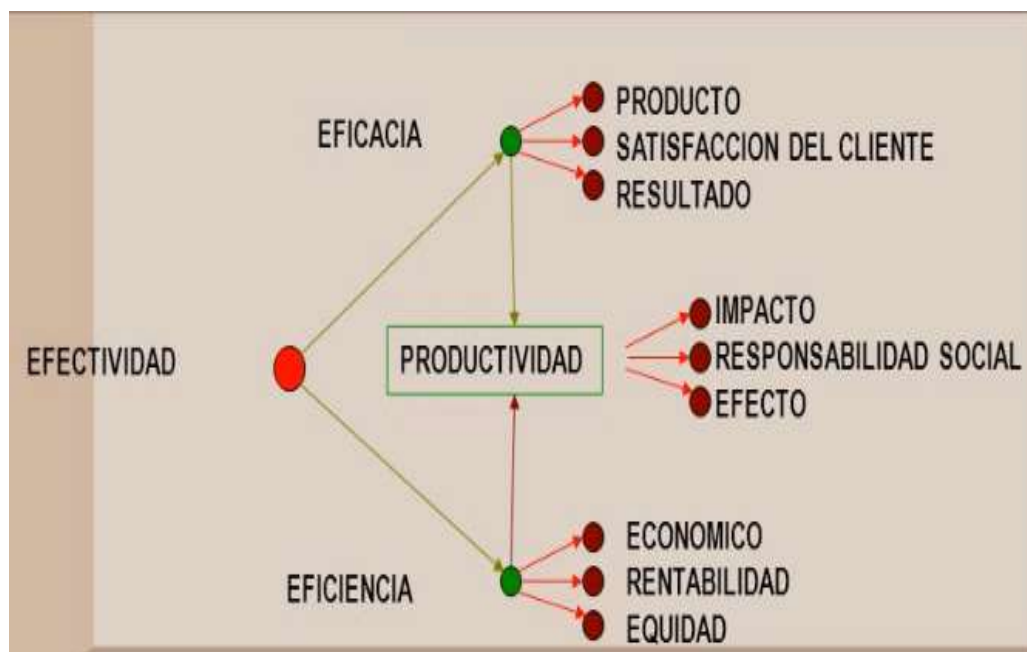 EFICACIA
PRODUCTO
SATISFACCION DEL CLIENTE
RESULTADO
EFECTIVIDAD
PRODUCTIVIDAD
IMPACTO
RESPONSABILIDAD SOCIAL
EFECTO
EFICIENCIA
ECONOMICO
RENTABILIDAD
EQUIDAD